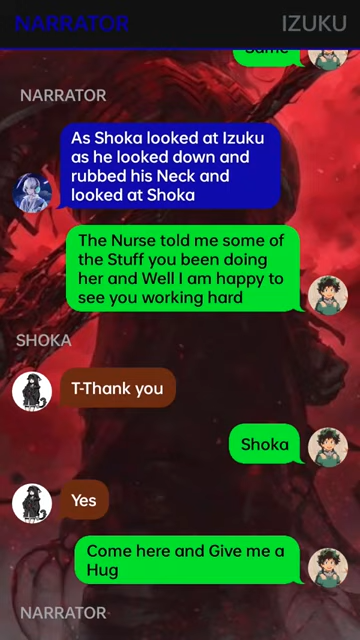 NARRATOR
IZUKU
Same
NARRATOR
As Shoka looked at Izuku
as he looked down and
rubbed his Neck and
looked at Shoka
The Nurse told me some of
the Stuff you been doing
her and Well I am happy to
see you working hard
SHOKA
T-Thank you
Shoka
Yes
Come here and Give me a
Hug
NARRATOR